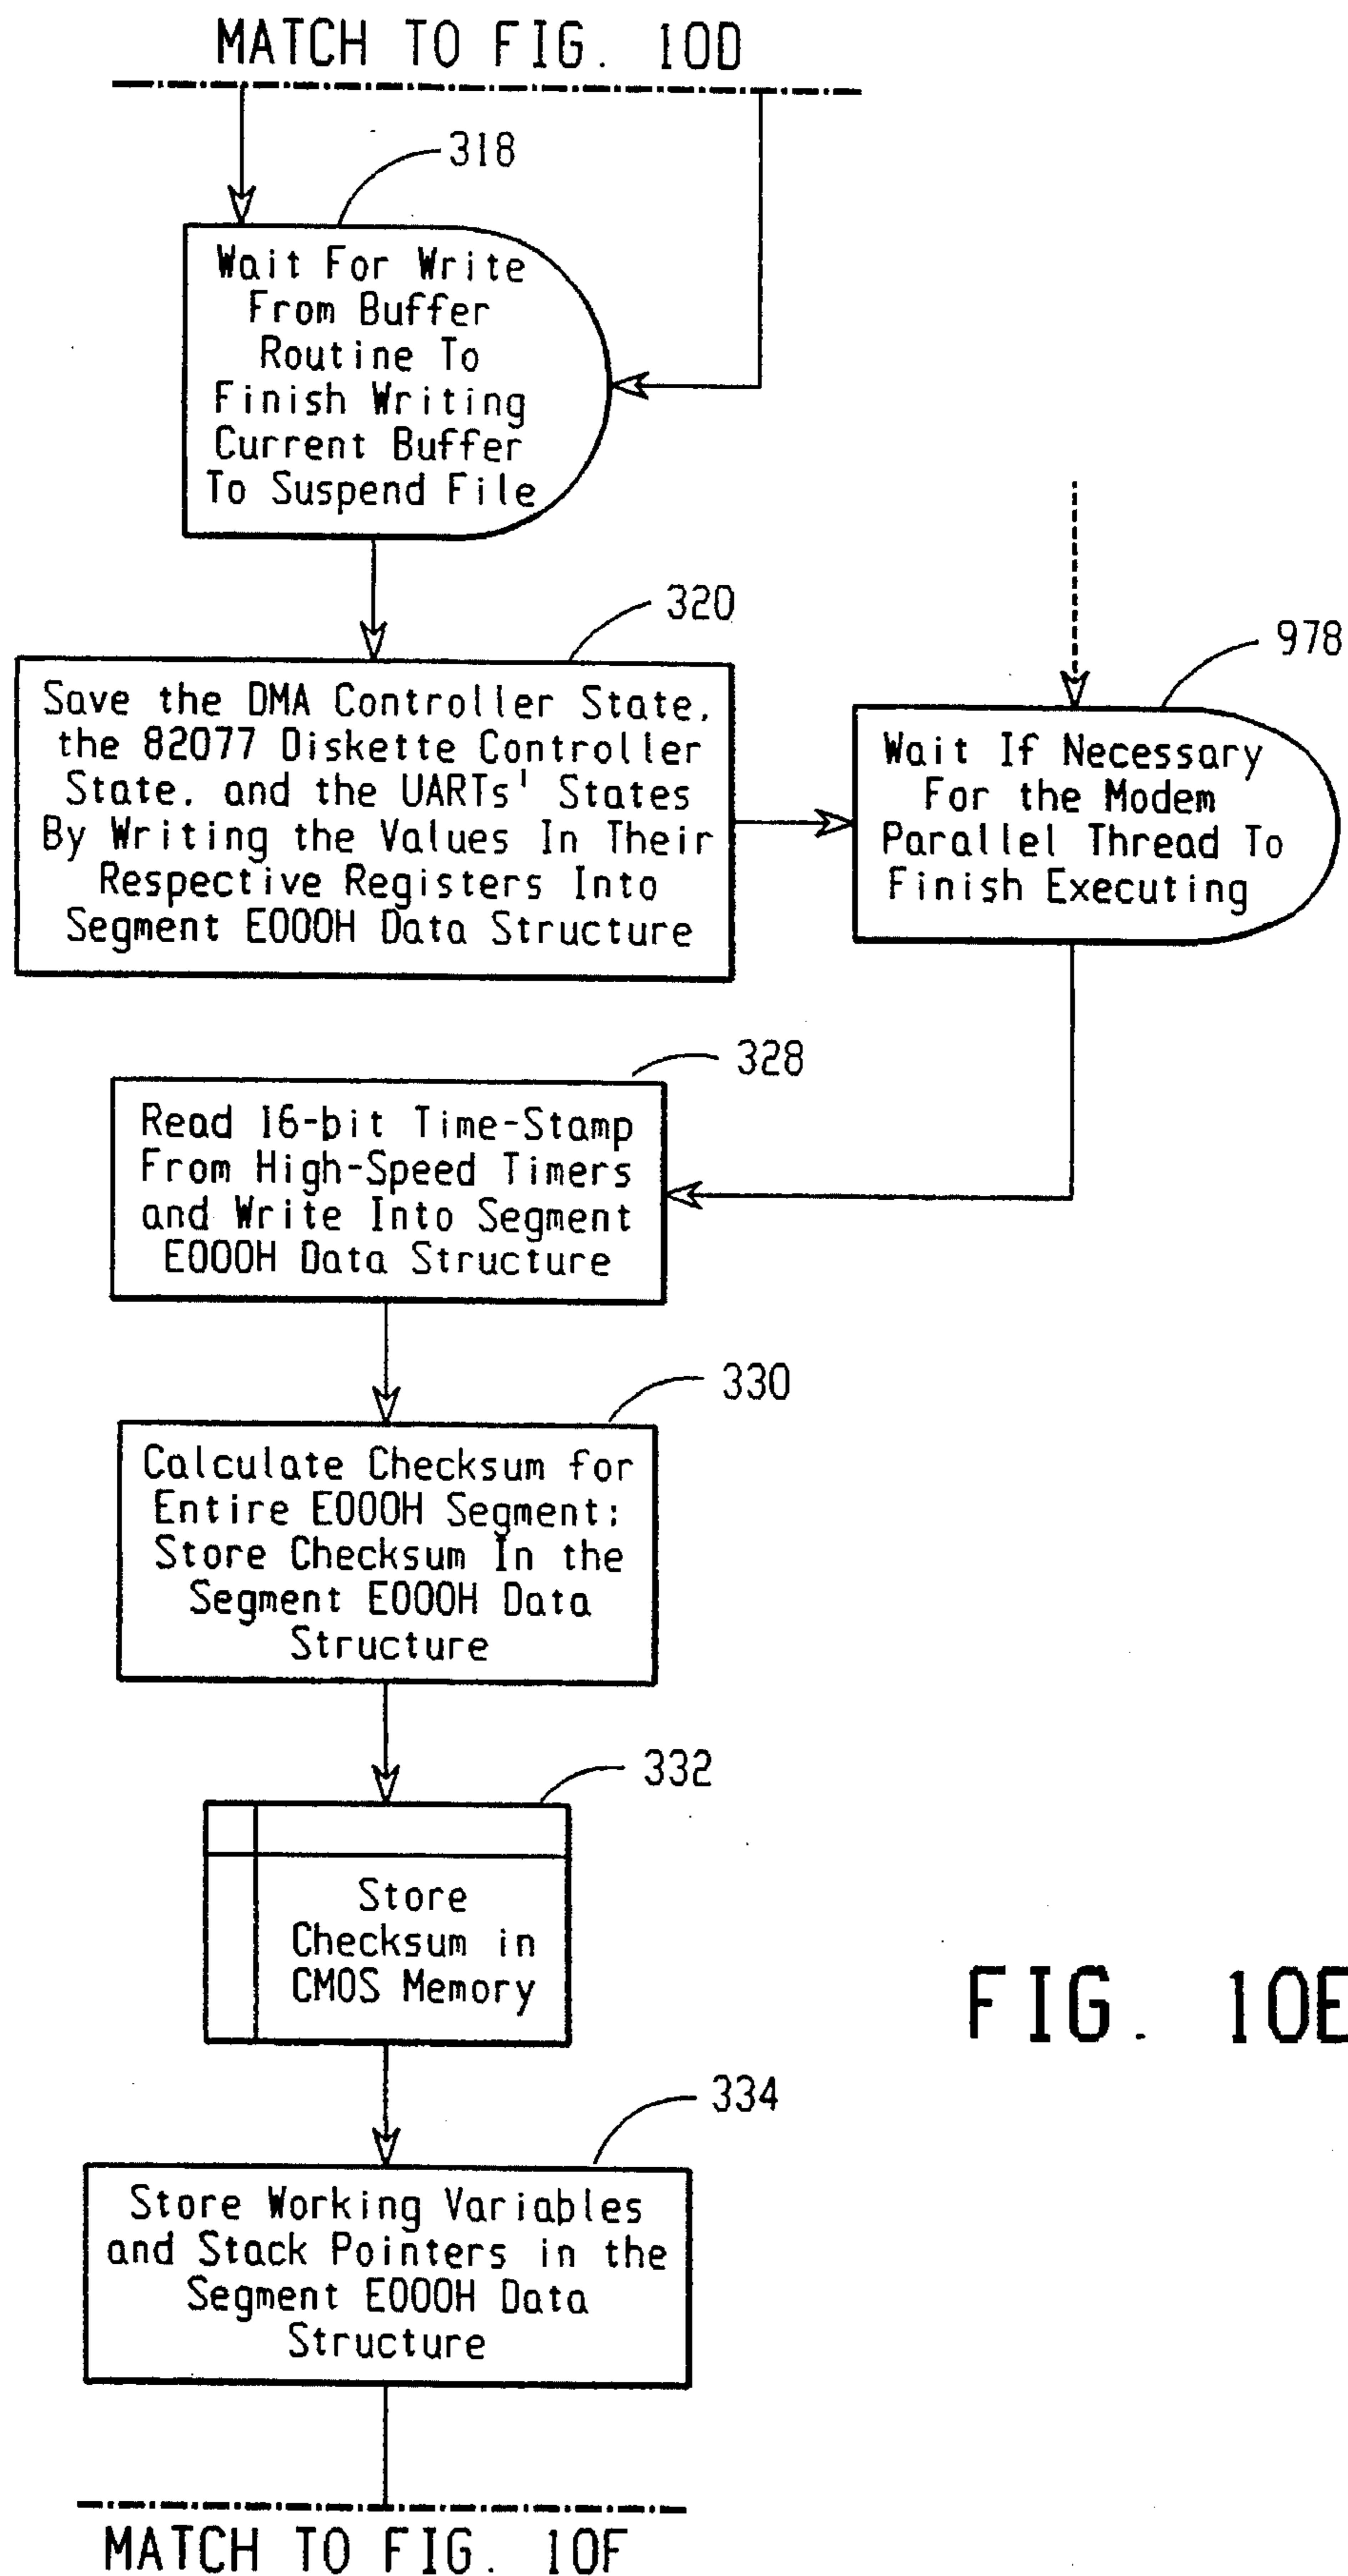 MATCH TO FIG. 10D
318
Wait For Write
From Buffer
Routine To
Finish Writing
Current Buffer
To Suspend File
320
Save the DMA Controller State,
the 82077 Diskette Controller
State, and the UARTs' States
By Writing the Values In Their
Respective Registers Into
Segment E000H Data Structure
978
Wait If Necessary
For the Modem
Parallel Thread To
Finish Executing
328
Read 16-bit Time-Stamp
From High-Speed Timers
and Write Into Segment
E000H Data Structure
330
Calculate Checksum for
Entire E000H Segment;
Store Checksum In the
Segment E000H Data
Structure
332
Store
Checksum in
CMOS Memory
FIG. 10E
334
Store Working Variables
and Stack Pointers in the
Segment E000H Data
Structure
MATCH TO FIG. 10F